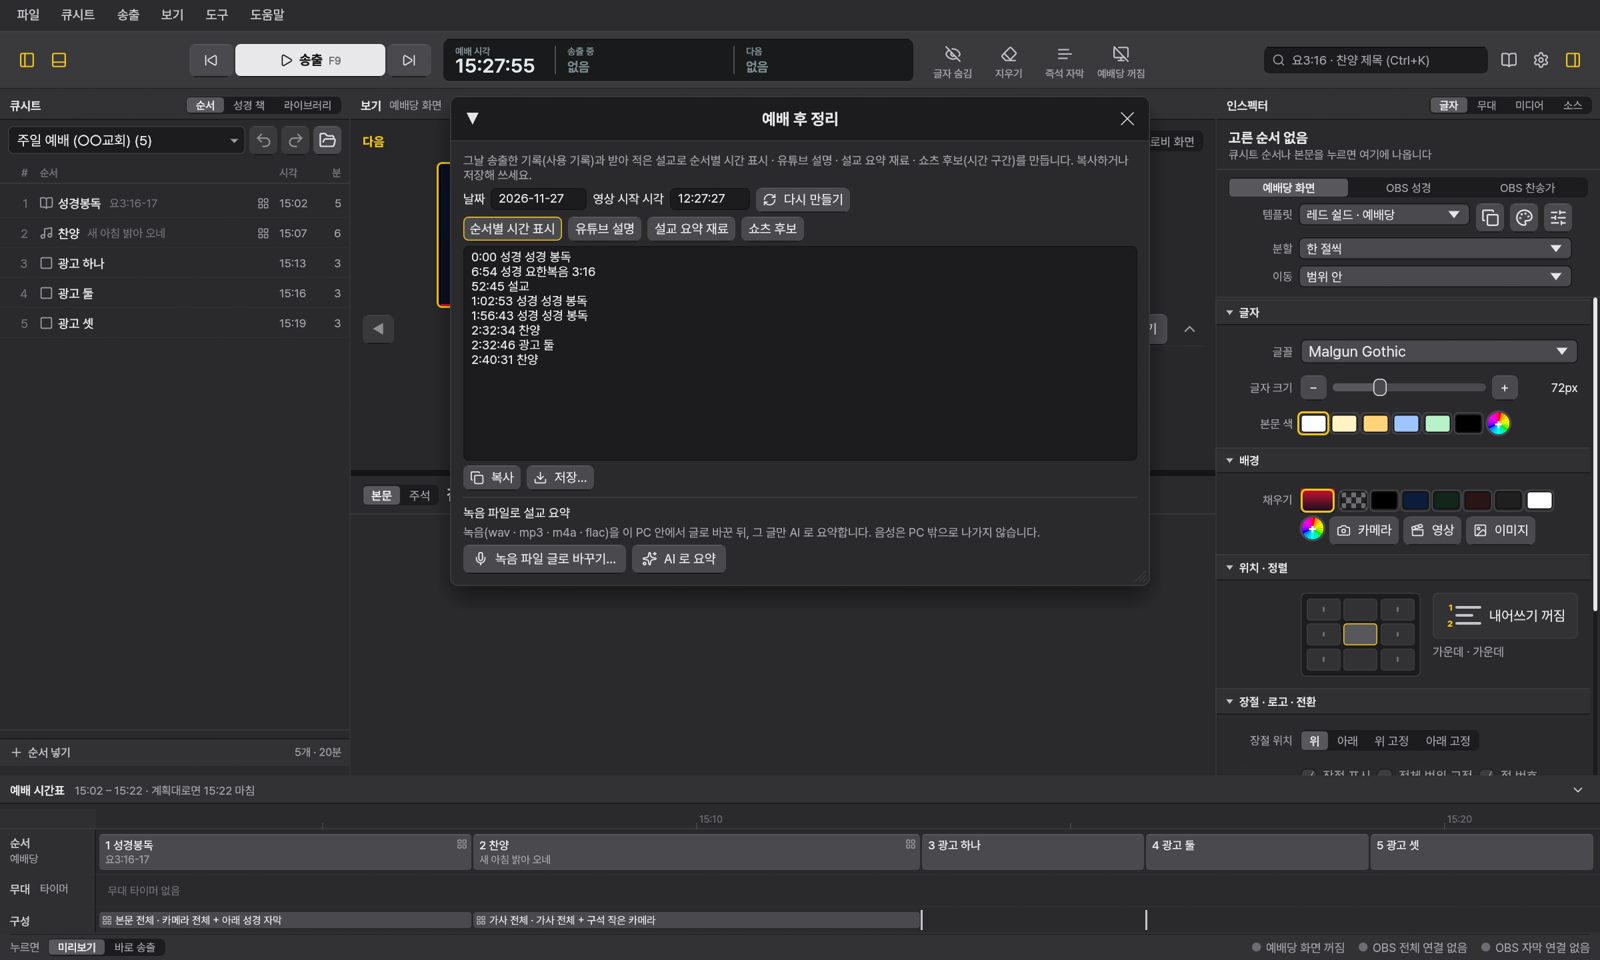 파일 큐시트 송출 보기 도구 도움말
송출 F9
예배 시각
15:27:55
송출 중
없음
다음
없음
글자 숨김 지우기 즉석 자막 예배당 꺼짐
요3:16 · 찬양 제목 (Ctrl+K)
큐시트 순서 성경 책 라이브러리
주일 예배 (〇〇교회) (5)
# 순서 시각 분
1 성경봉독 요3:16-17 15:02 5
2 찬양 새 아침 밝아 오네 15:07 6
3 광고 하나 15:13 3
4 광고 둘 15:16 3
5 광고 셋 15:19 3
순서 넣기 5개 · 20분
보기 예배당 화면
다음
로비 화면
기
본문 주석
예배 후 정리
그날 송출한 기록(사용 기록)과 받아 적은 설교로 순서별 시간 표시 · 유튜브 설명 · 설교 요약 재료 · 쇼츠 후보(시간 구간)를 만듭니다. 복사하거나
저장해 쓰세요.
날짜 2026-11-27 영상 시작 시각 12:27:27 다시 만들기
순서별 시간 표시 유튜브 설명 설교 요약 재료 쇼츠 후보
0:00 성경 성경 봉독
6:54 성경 요한복음 3:16
52:45 설교
1:02:53 성경 성경 봉독
1:56:43 성경 성경 봉독
2:32:34 찬양
2:32:46 광고 둘
2:40:31 찬양
복사 저장...
녹음 파일로 설교 요약
녹음(wav · mp3 · m4a · flac)을 이 PC 안에서 글로 바꾼 뒤, 그 글만 AI 로 요약합니다. 음성은 PC 밖으로 나가지 않습니다.
녹음 파일 글로 바꾸기... AI 로 요약
인스펙터 글자 무대 미디어 소스
고른 순서 없음
큐시트 순서나 본문을 누르면 여기에 나옵니다
예배당 화면 OBS 성경 OBS 찬송가
템플릿 레드 쉴드 · 예배당
분할 한 절씩
이동 범위 안
글자
글꼴 Malgun Gothic
글자 크기 − + 72px
본문 색
배경
채우기
카메라 영상 이미지
위치 · 정렬
1
2
내어쓰기 꺼짐
가운데 · 가운데
장절 · 로고 · 전환
장절 위치 위 아래 위 고정 아래 고정
예배 시간표 15:02 – 15:22 · 계획대로면 15:22 마침
15:10 15:20
순서
예배당
1 성경봉독
요3:16-17
2 찬양
새 아침 밝아 오네
3 광고 하나
4 광고 둘
5 광고 셋
무대 타이머 무대 타이머 없음
구성 본문 전체 · 카메라 전체 + 아래 성경 자막 가사 전체 · 가사 전체 + 구석 작은 카메라
누르면 미리보기 바로 송출 예배당 화면 꺼짐 OBS 전체 연결 없음 OBS 자막 연결 없음